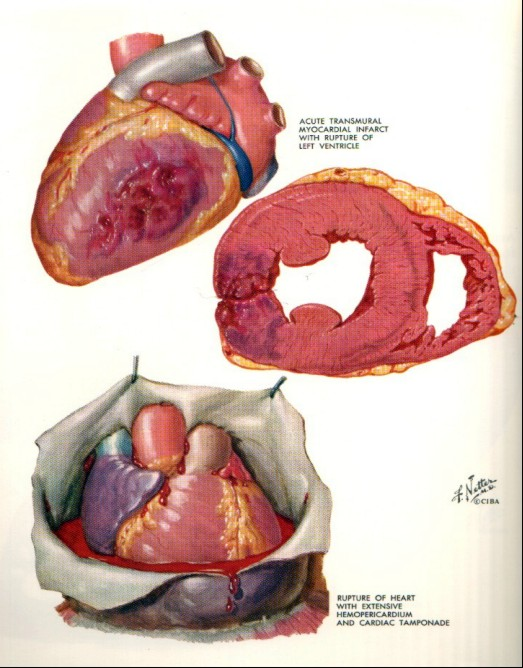 ACUTE TRANSMURAL
MYOCARDIAL INFARCT
WITH RUPTURE OF
LEFT VENTRICLE
F. Netter
M.D.
©CIBA
RUPTURE OF HEART
WITH EXTENSIVE
HEMOPERICARDIUM
AND CARDIAC TAMPONADE